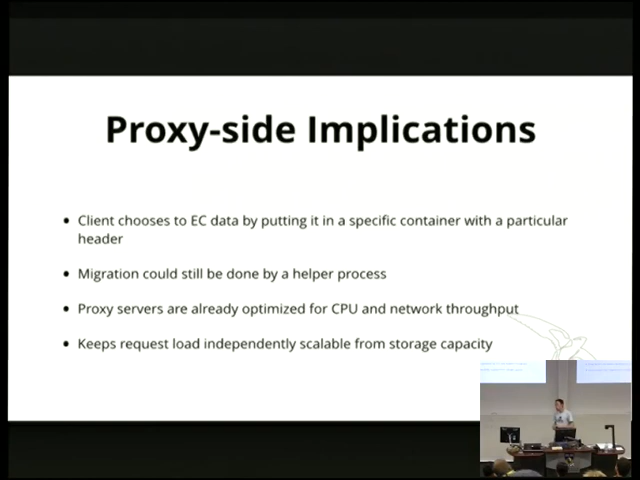 Proxy-side Implications
• Client chooses to EC data by putting it in a specific container with a particular
header
• Migration could still be done by a helper process
• Proxy servers are already optimized for CPU and network throughput
• Keeps request load independently scalable from storage capacity